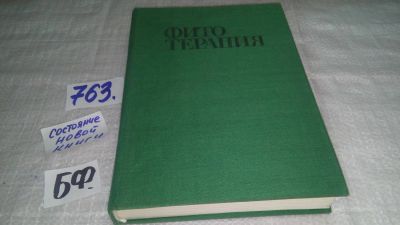 ФИТО
ТЕРАПИЯ
763.
СОСТОЯНИЕ
НОВОЙ
КНИГИ
БФ.